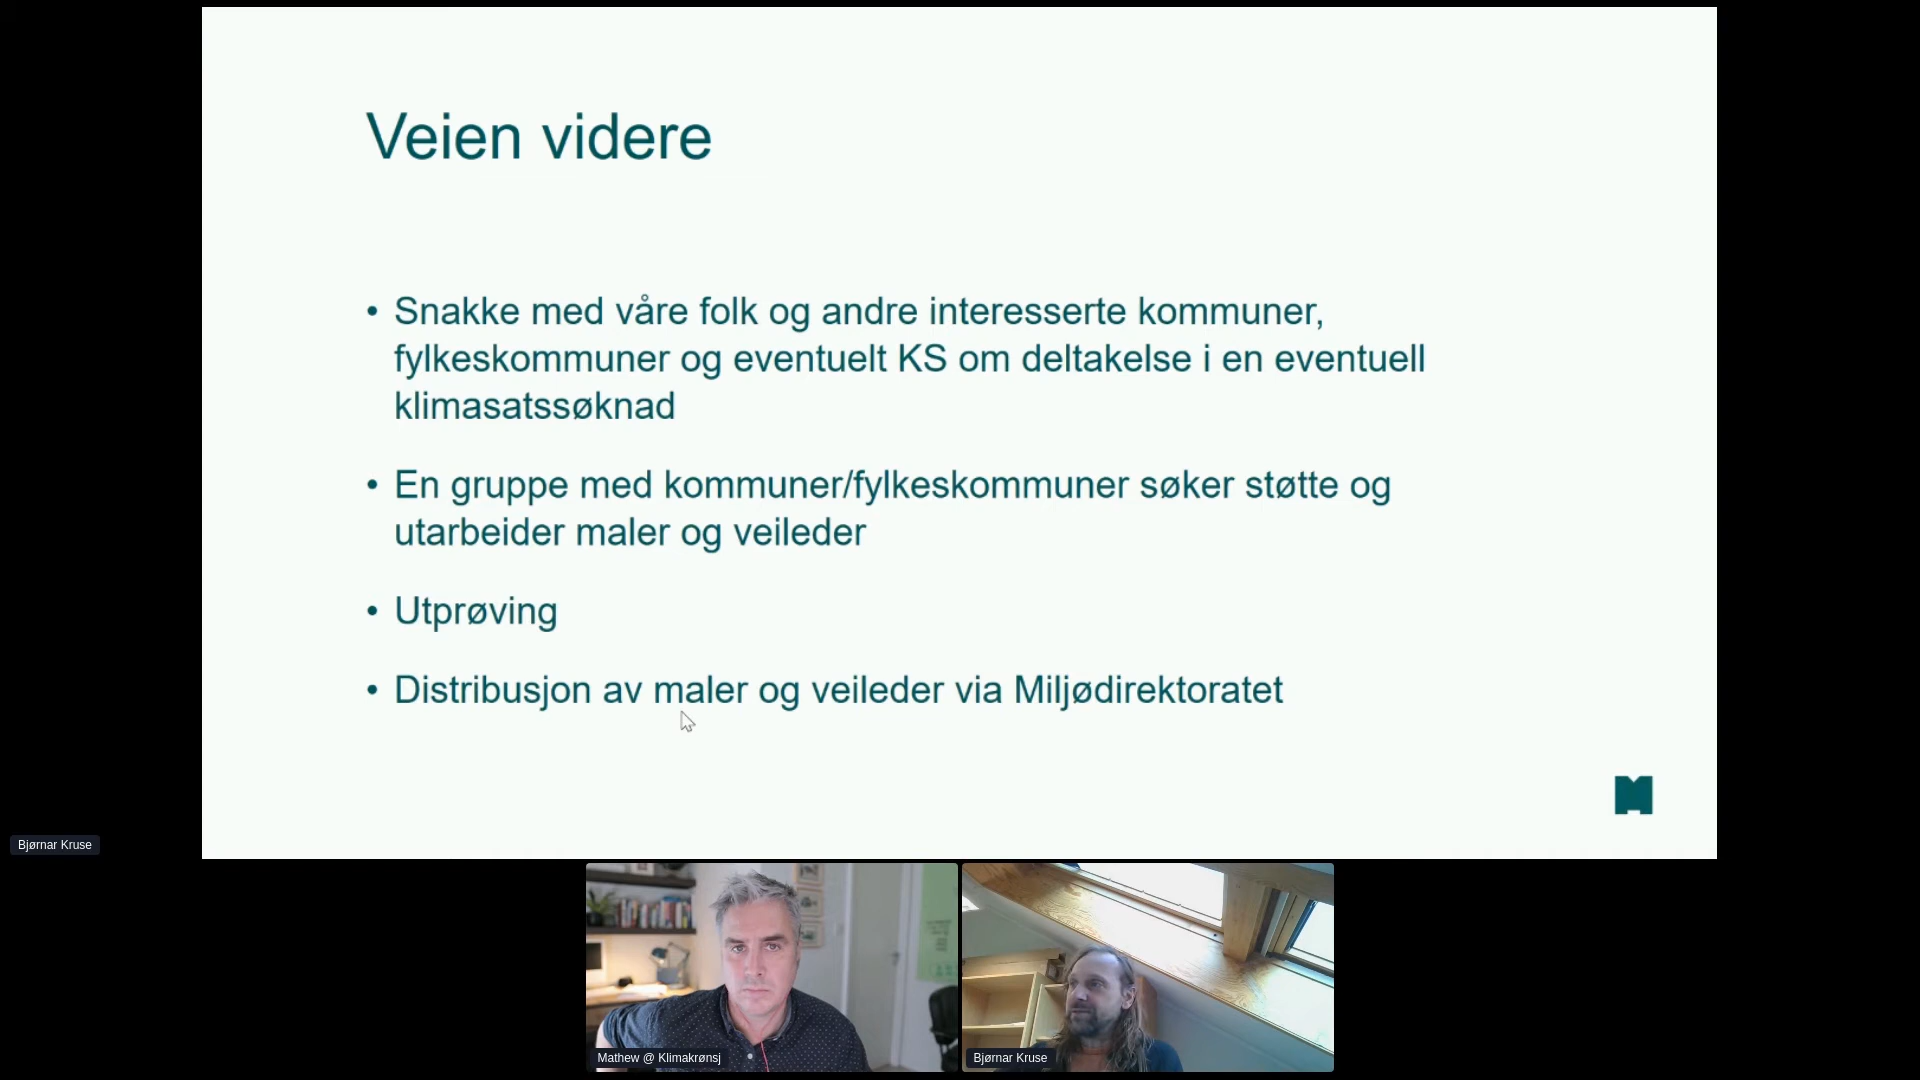 Veien videre
• Snakke med våre folk og andre interesserte kommuner,
fylkeskommuner og eventuelt KS om deltakelse i en eventuell
klimasatssøknad
• En gruppe med kommuner/fylkeskommuner søker støtte og
utarbeider maler og veileder
• Utprøving
• Distribusjon av maler og veileder via Miljødirektoratet
Bjørnar Kruse
Mathew @ Klimakrønsj
Bjørnar Kruse